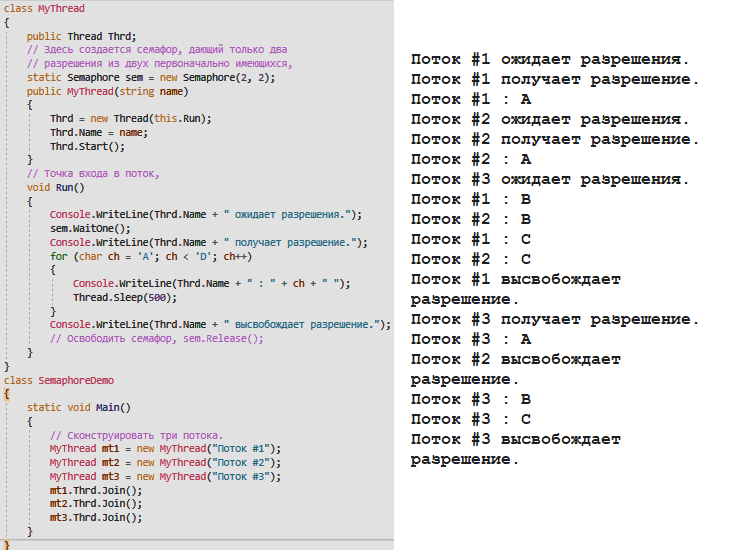 class MyThread
{
public Thread Thrd;
// Здесь создается семафор, дающий только два
// разрешения из двух первоначально имеющихся,
static Semaphore sem = new Semaphore(2, 2);
public MyThread(string name)
{
Thrd = new Thread(this.Run);
Thrd.Name = name;
Thrd.Start();
}
// Точка входа в поток,
void Run()
{
Console.WriteLine(Thrd.Name + " ожидает разрешения.");
sem.WaitOne();
Console.WriteLine(Thrd.Name + " получает разрешение.");
for (char ch = 'A'; ch < 'D'; ch++)
{
Console.WriteLine(Thrd.Name + " : " + ch + " ");
Thread.Sleep(500);
}
Console.WriteLine(Thrd.Name + " высвобождает разрешение.");
// Освободить семафор, sem.Release();
}
}
class SemaphoreDemo
{
static void Main()
{
// Сконструировать три потока.
MyThread mt1 = new MyThread("Поток #1");
MyThread mt2 = new MyThread("Поток #2");
MyThread mt3 = new MyThread("Поток #3");
mt1.Thrd.Join();
mt2.Thrd.Join();
mt3.Thrd.Join();
}
}
Поток #1 ожидает разрешения.
Поток #1 получает разрешение.
Поток #1 : A
Поток #2 ожидает разрешения.
Поток #2 получает разрешение.
Поток #2 : A
Поток #3 ожидает разрешения.
Поток #1 : B
Поток #2 : B
Поток #1 : C
Поток #2 : C
Поток #1 высвобождает
разрешение.
Поток #3 получает разрешение.
Поток #3 : A
Поток #2 высвобождает
разрешение.
Поток #3 : B
Поток #3 : C
Поток #3 высвобождает
разрешение.